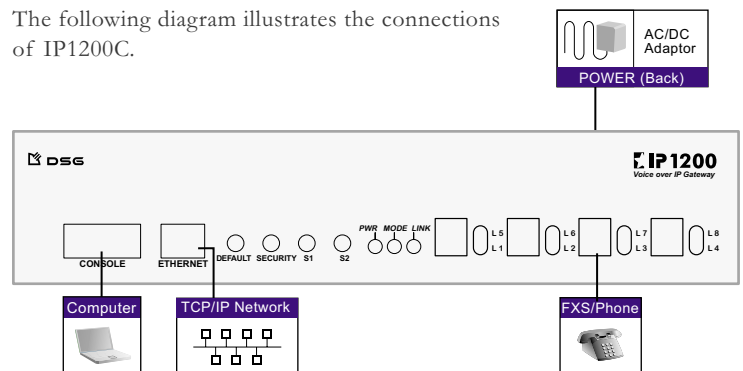 The following diagram illustrates the connections
of IP1200C.
AC/DC
Adaptor
POWER (Back)
DSG
IP1200
Voice over IP Gateway
PWR MODE LINK
L5
L1
L6
L2
L7
L3
L8
L4
CONSOLE
ETHERNET
DEFAULT
SECURITY
S1
S2
Computer
TCP/IP Network
FXS/Phone